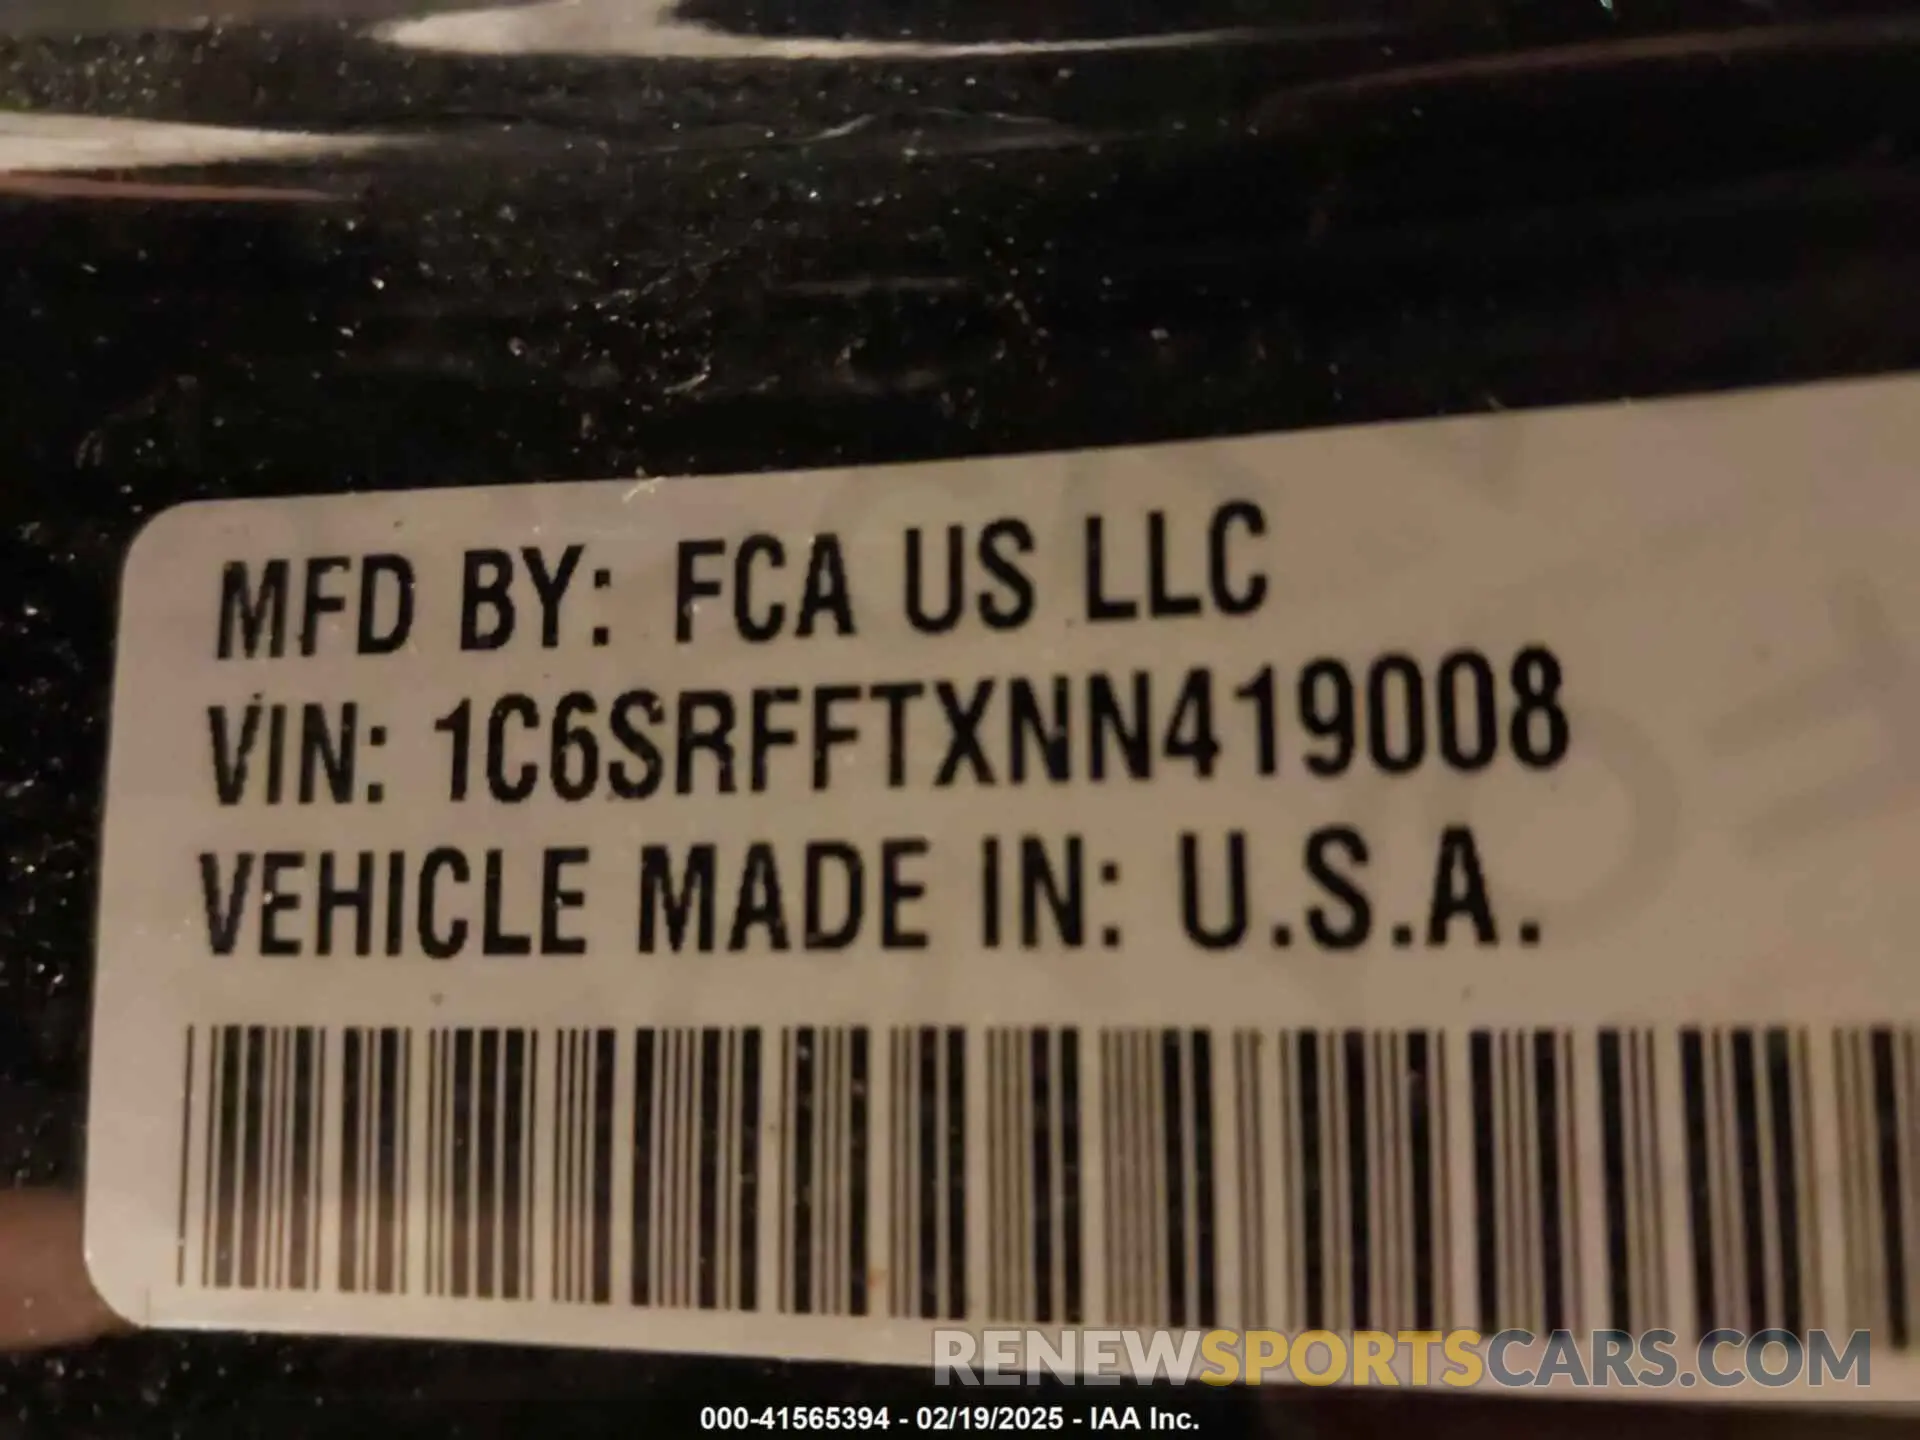 MFD BY: FCA US LLC
VIN: 1C6SRFFTXNN419008
VEHICLE MADE IN: U.S.A.
RENEWSPORTSCARS.COM
000-41565394 - 02/19/2025 - IAA Inc.